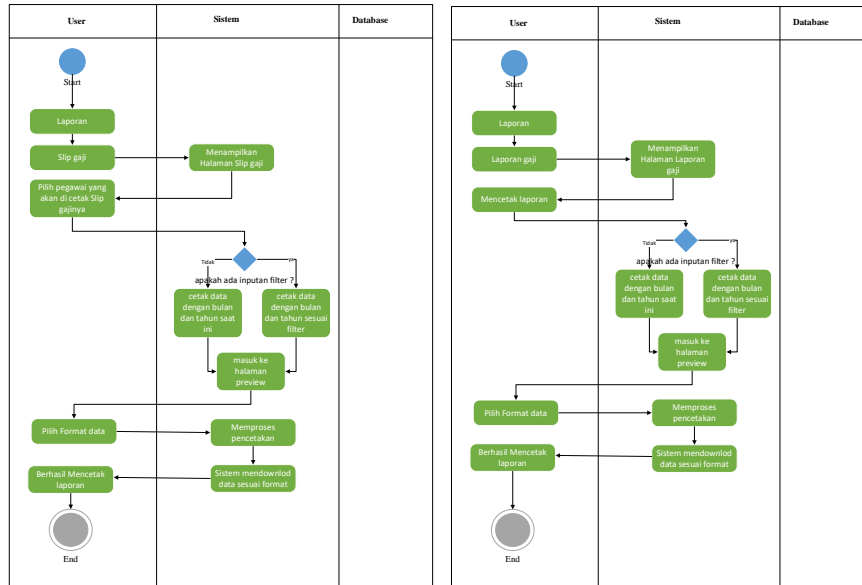 User
Sistem
Database
Start
Laporan
Slip gaji
Menampilkan
Halaman Slip gaji
Pilih pegawai yang
akan di cetak Slip
gajinya
Tidak
ya
apakah ada inputan filter ?
cetak data
dengan bulan
dan tahun saat
ini
cetak data
dengan bulan
dan tahun sesuai
filter
masuk ke
halaman
preview
Pilih Format data
Memproses
pencetakan
Berhasil Mencetak
laporan
Sistem mendownlod
data sesuai format
End
User
Sistem
Database
Start
Laporan
Laporan gaji
Menampilkan
Halaman Laporan
gaji
Mencetak laporan
Tidak
ya
apakah ada inputan filter ?
cetak data
dengan bulan
dan tahun saat
ini
cetak data
dengan bulan
dan tahun sesuai
filter
masuk ke
halaman
preview
Pilih Format data
Memproses
pencetakan
Berhasil Mencetak
laporan
Sistem mendownlod
data sesuai format
End